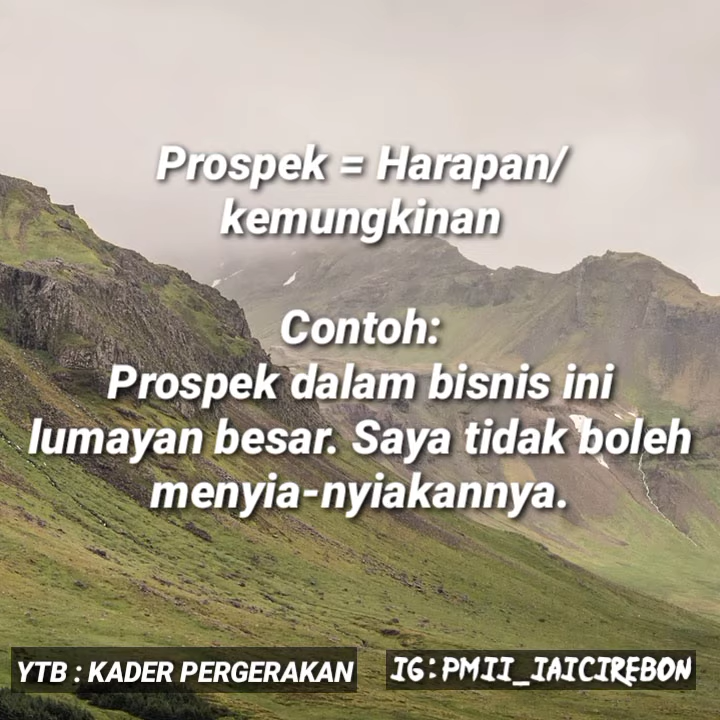 Prospek = Harapan/
kemungkinan
Contoh:
Prospek dalam bisnis ini
lumayan besar. Saya tidak boleh
menyia-nyiakannya.
YTB : KADER PERGERAKAN
IG : PMII_IAICIREBON